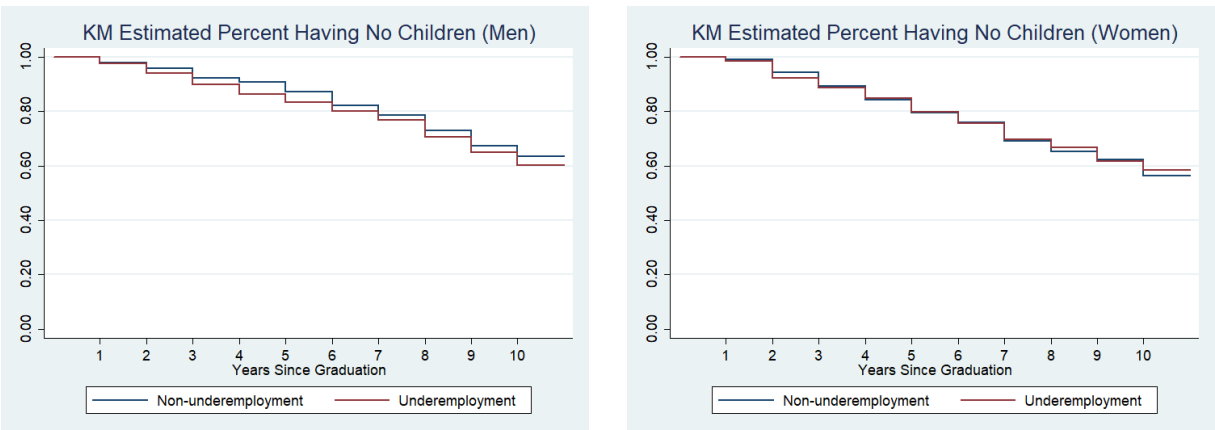 KM Estimated Percent Having No Children (Men)
1.00
0.80
0.60
0.40
0.20
0.00
1 2 3 4 5 6 7 8 9 10
Years Since Graduation
Non-underemployment Underemployment
KM Estimated Percent Having No Children (Women)
1.00
0.80
0.60
0.40
0.20
0.00
1 2 3 4 5 6 7 8 9 10
Years Since Graduation
Non-underemployment Underemployment